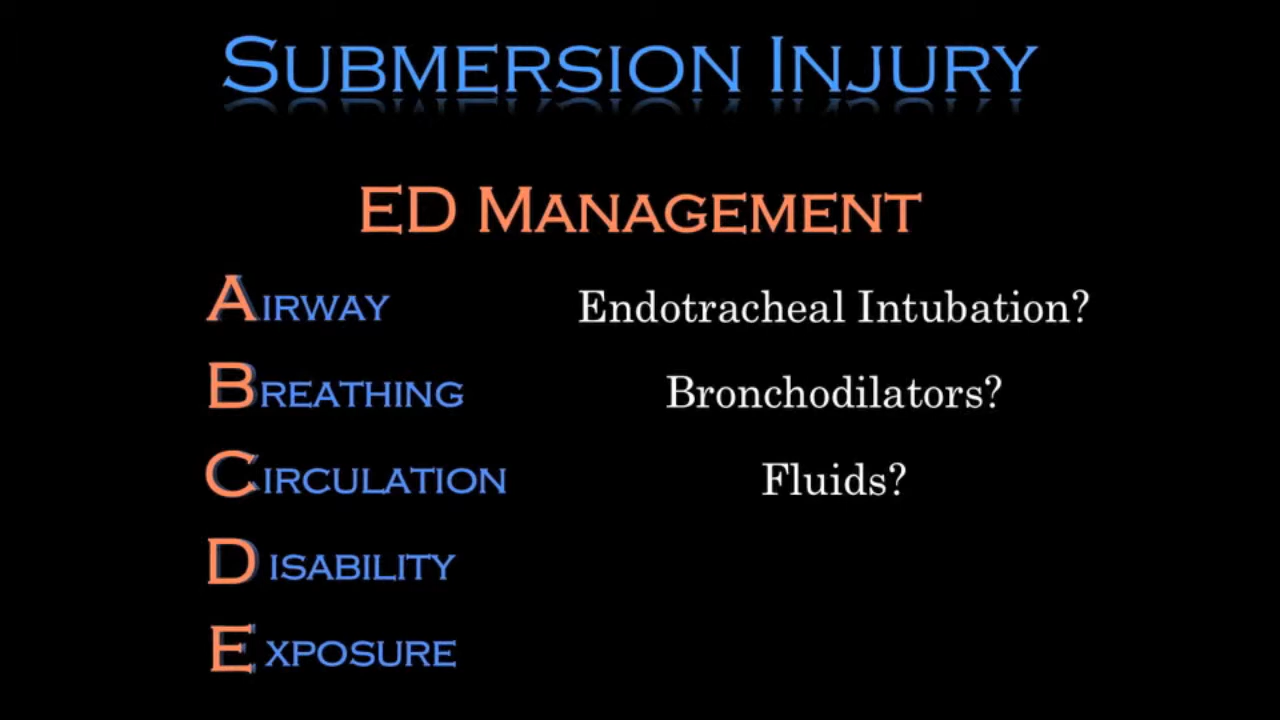 Submersion Injury
ED Management
Airway Endotracheal Intubation?
Breathing Bronchodilators?
Circulation Fluids?
Disability
Exposure